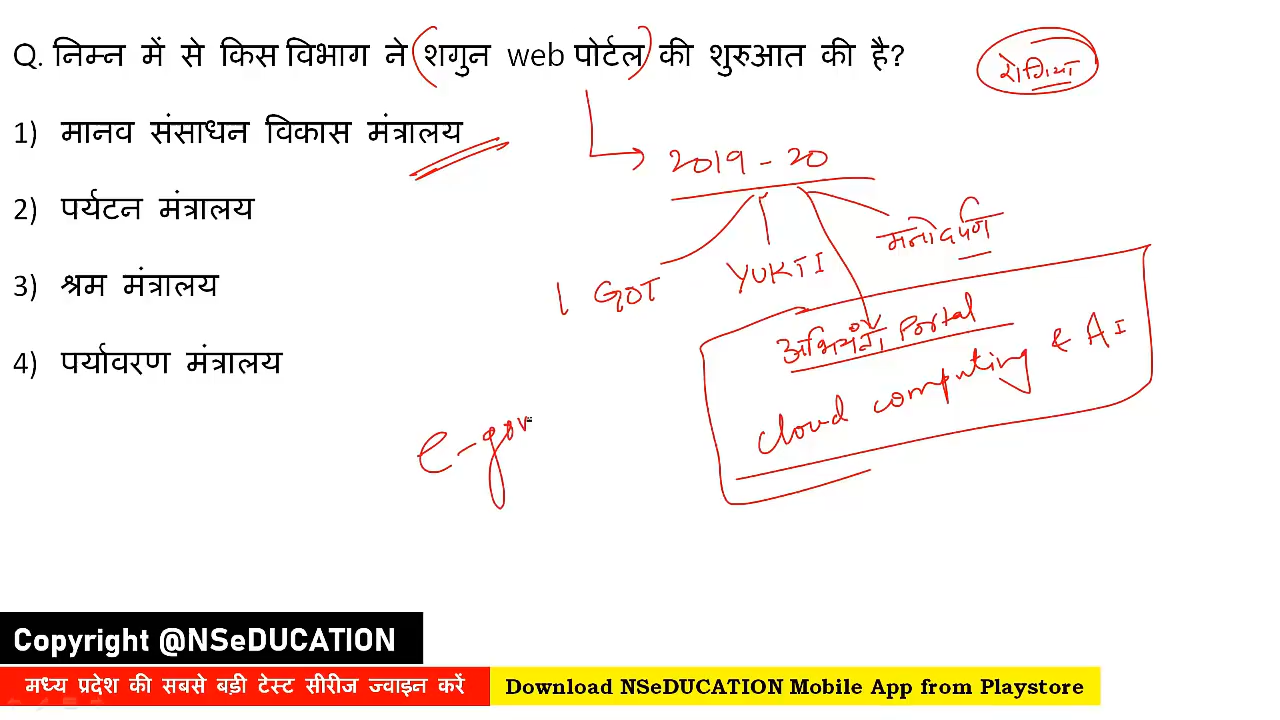 Q. निम्न में से किस विभाग ने शगुन web पोर्टल की शुरुआत की है?
1) मानव संसाधन विकास मंत्रालय
2) पर्यटन मंत्रालय
3) श्रम मंत्रालय
4) पर्यावरण मंत्रालय
2019-20
I GOT
YUKTI
मनोदर्पण
Portal
Cloud computing & AI
e-gov
Copyright @NSeDUCATION
मध्य प्रदेश की सबसे बड़ी टेस्ट सीरीज ज्वाइन करें
Download NSeDUCATION Mobile App from Playstore